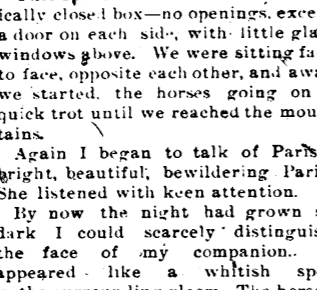 ically closed box—no openings, exce
a door on each side, with little gla
windows above. We were sitting fa
to face, opposite each other, and awa
we started, the horses going on
quick trot until we reached the moun
tains.
Again I began to talk of Paris
bright, beautiful, bewildering Pari
She listened with keen attention.
By now the night had grown s
dark I could scarcely distinguis
the face of my companion..
appeared like a whitish sp